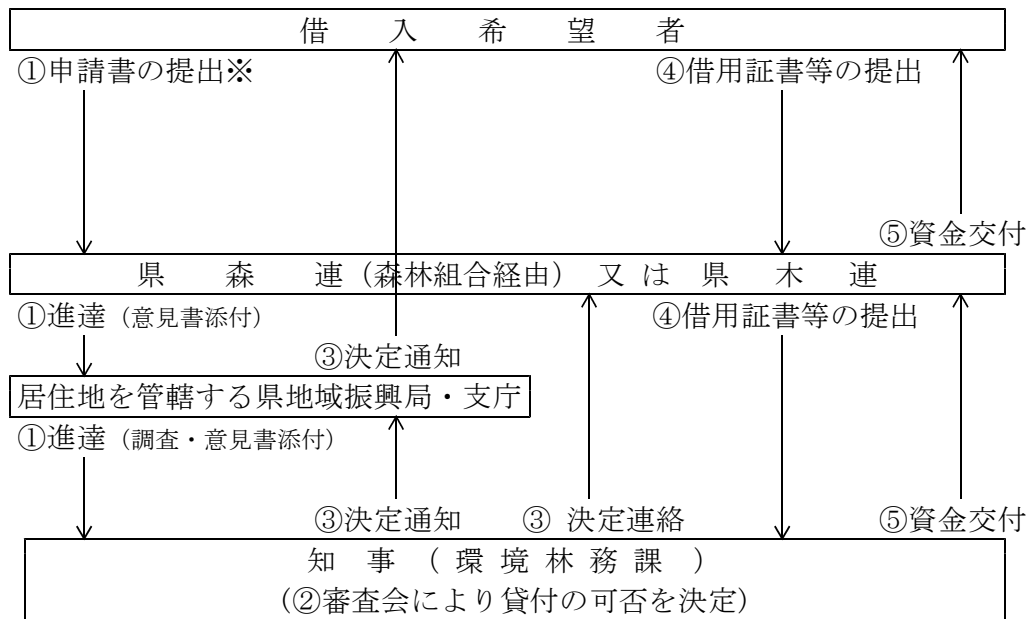 借入希望者
①申請書の提出※
④借用証書等の提出
⑤資金交付
県森連（森林組合経由）又は県木連
①進達（意見書添付）
④借用証書等の提出
③決定通知
居住地を管轄する県地域振興局・支庁
①進達（調査・意見書添付）
③決定通知
③ 決定連絡
⑤資金交付
知事（環境林務課）
（②審査会により貸付の可否を決定）